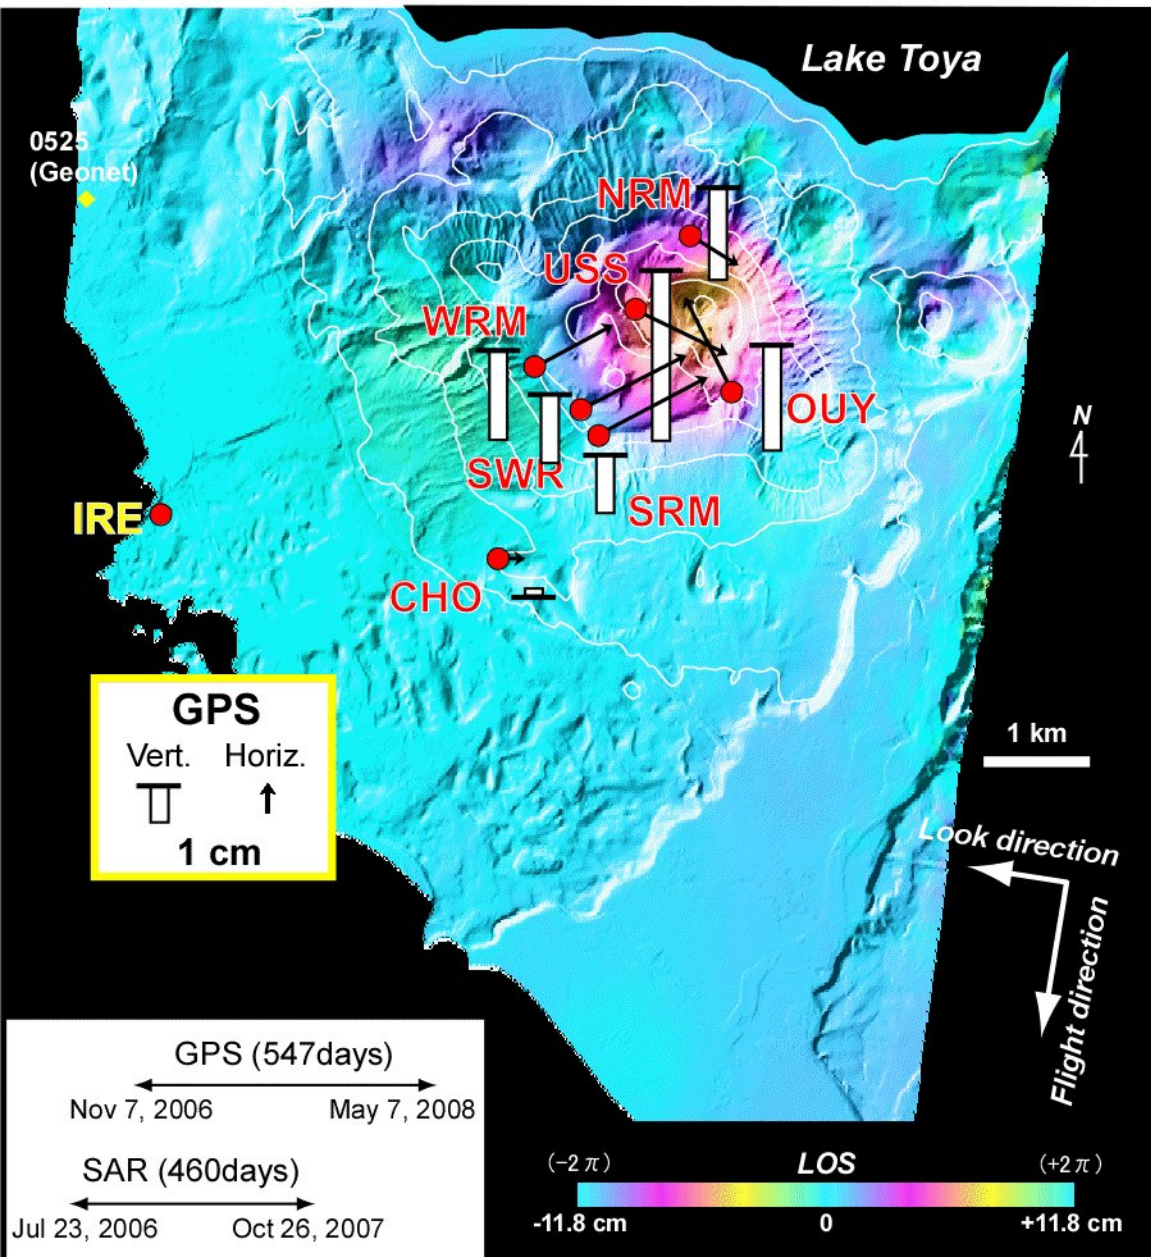 Lake Toya
0525
(Geonet)
NRM
USS
WRM
OUY
N
SWR
SRM
IRE
CHO
GPS
Vert. Horiz.
1 cm
1 km
Look direction
Flight direction
GPS (547days)
Nov 7, 2006 May 7, 2008
SAR (460days)
Jul 23, 2006 Oct 26, 2007
(-2π) LOS (+2π)
-11.8 cm 0 +11.8 cm